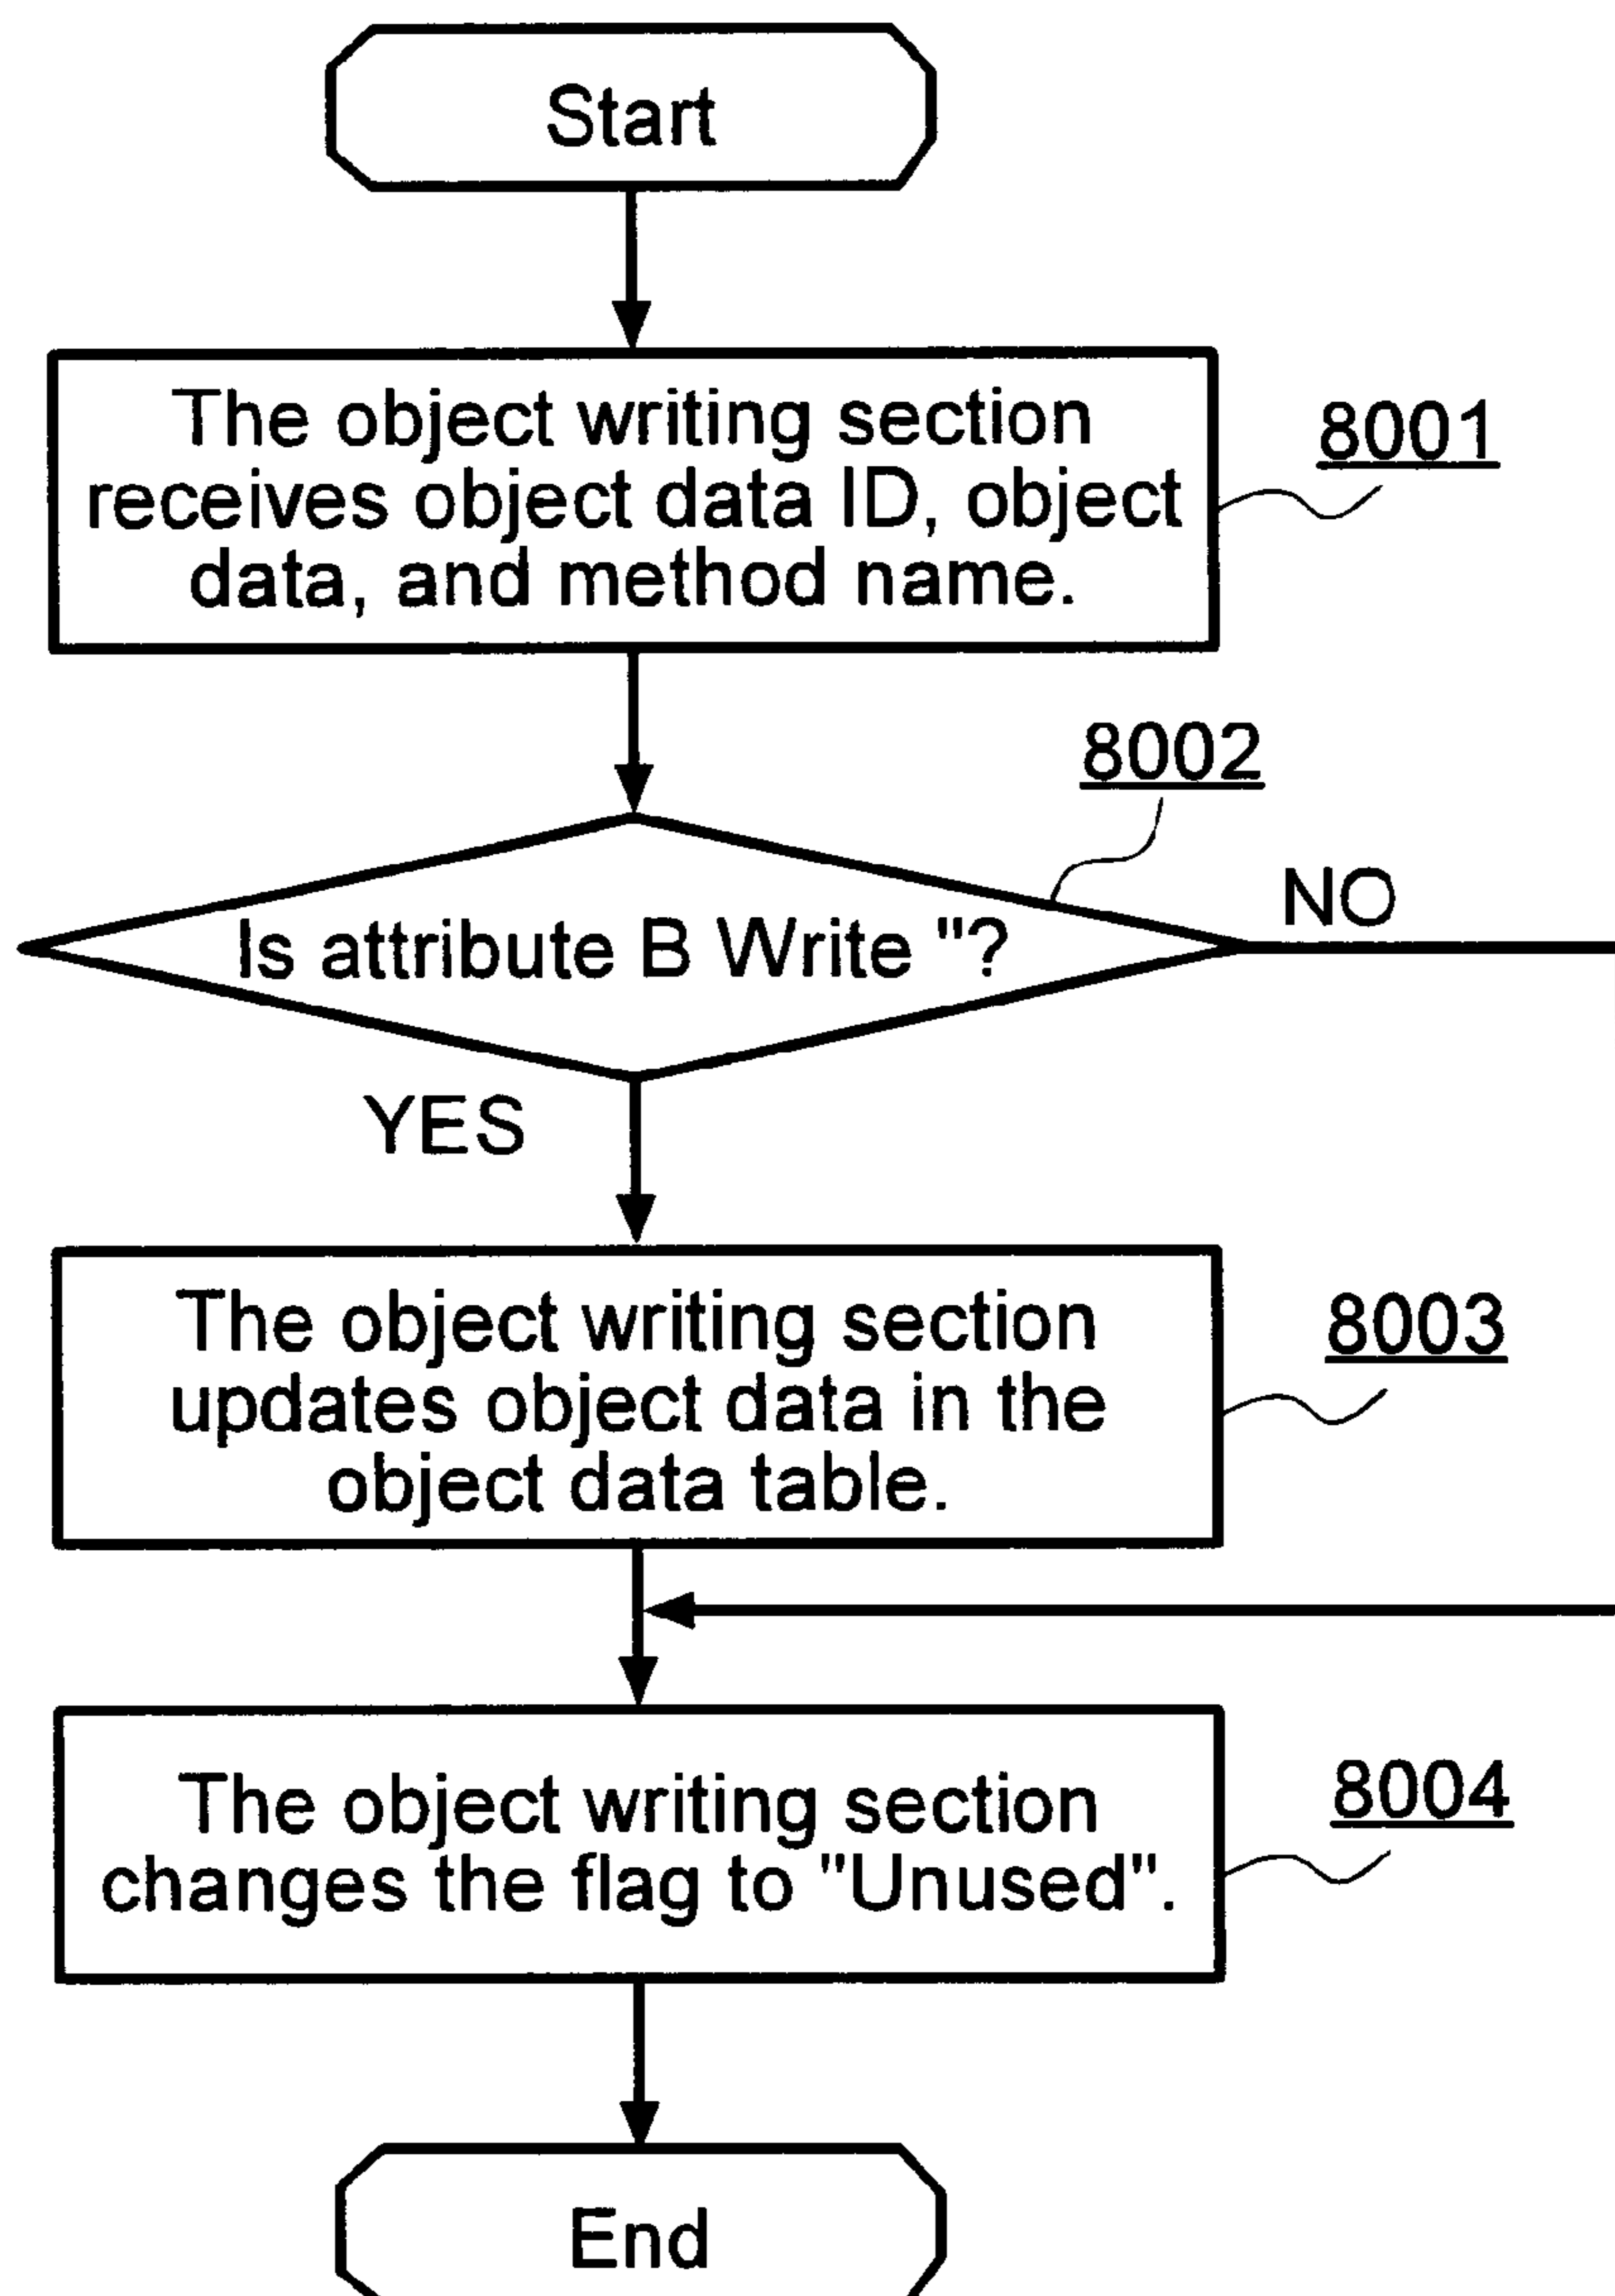 Start
The object writing section
receives object data ID, object
data, and method name.
8001
8002
Is attribute B Write "?
NO
YES
The object writing section
updates object data in the
object data table.
8003
The object writing section
changes the flag to "Unused".
8004
End